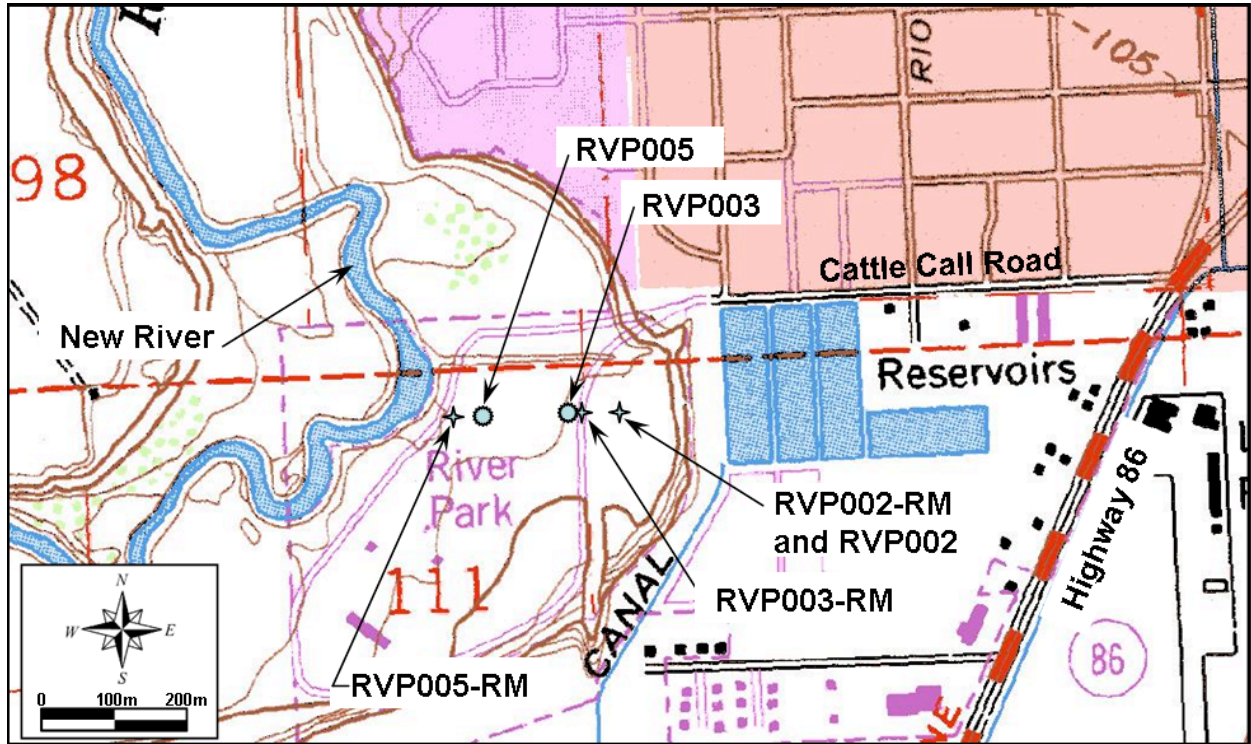 RIO
-105
98
RVP005
RVP003
Cattle Call Road
New River
Reservoirs
River
Park
RVP002-RM
and RVP002
Highway 86
111
CANAL
RVP003-RM
86
RVP005-RM
N
W E
S
0 100m 200m